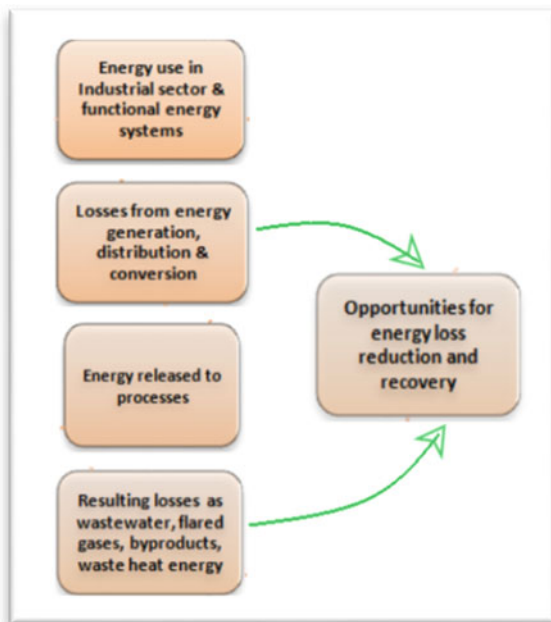 Energy use in
Industrial sector &
functional energy
systems
Losses from energy
generation,
distribution &
conversion
Opportunities for
energy loss
reduction and
recovery
Energy released to
processes
Resulting losses as
wastewater, flared
gases, byproducts,
waste heat energy